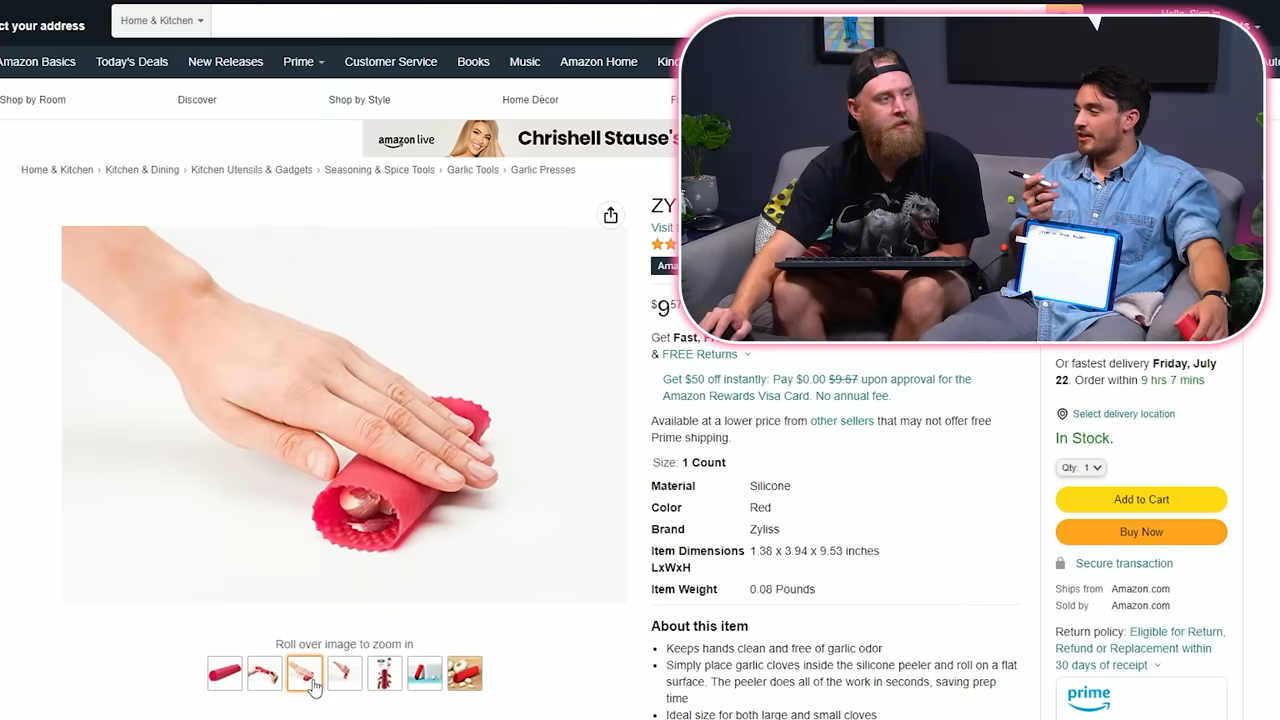 ct your address
Home & Kitchen
Hello, Sign in
Amazon Basics
Today's Deals
New Releases
Prime
Customer Service
Books
Music
Amazon Home
Shop by Room
Discover
Shop by Style
Home Décor
amazon live
Chrishell Stause's
Home & Kitchen › Kitchen & Dining › Kitchen Utensils & Gadgets › Seasoning & Spice Tools › Garlic Tools › Garlic Presses
ZY
Visit
Ama
$9.57
Get Fast, F
& FREE Returns
Get $50 off instantly: Pay $0.00 $9.57 upon approval for the
Amazon Rewards Visa Card. No annual fee.
Available at a lower price from other sellers that may not offer free
Prime shipping.
Size: 1 Count
Material Silicone
Color Red
Brand Zyliss
Item Dimensions 1.38 x 3.94 x 9.53 inches
LxWxH
Item Weight 0.08 Pounds
About this item
• Keeps hands clean and free of garlic odor
• Simply place garlic cloves inside the silicone peeler and roll on a flat
surface. The peeler does all of the work in seconds, saving prep
time
• Ideal size for both large and small cloves
Roll over image to zoom in
Or fastest delivery Friday, July
22. Order within 9 hrs 7 mins
Select delivery location
In Stock.
Qty: 1
Add to Cart
Buy Now
Secure transaction
Ships from Amazon.com
Sold by Amazon.com
Return policy: Eligible for Return,
Refund or Replacement within
30 days of receipt
prime